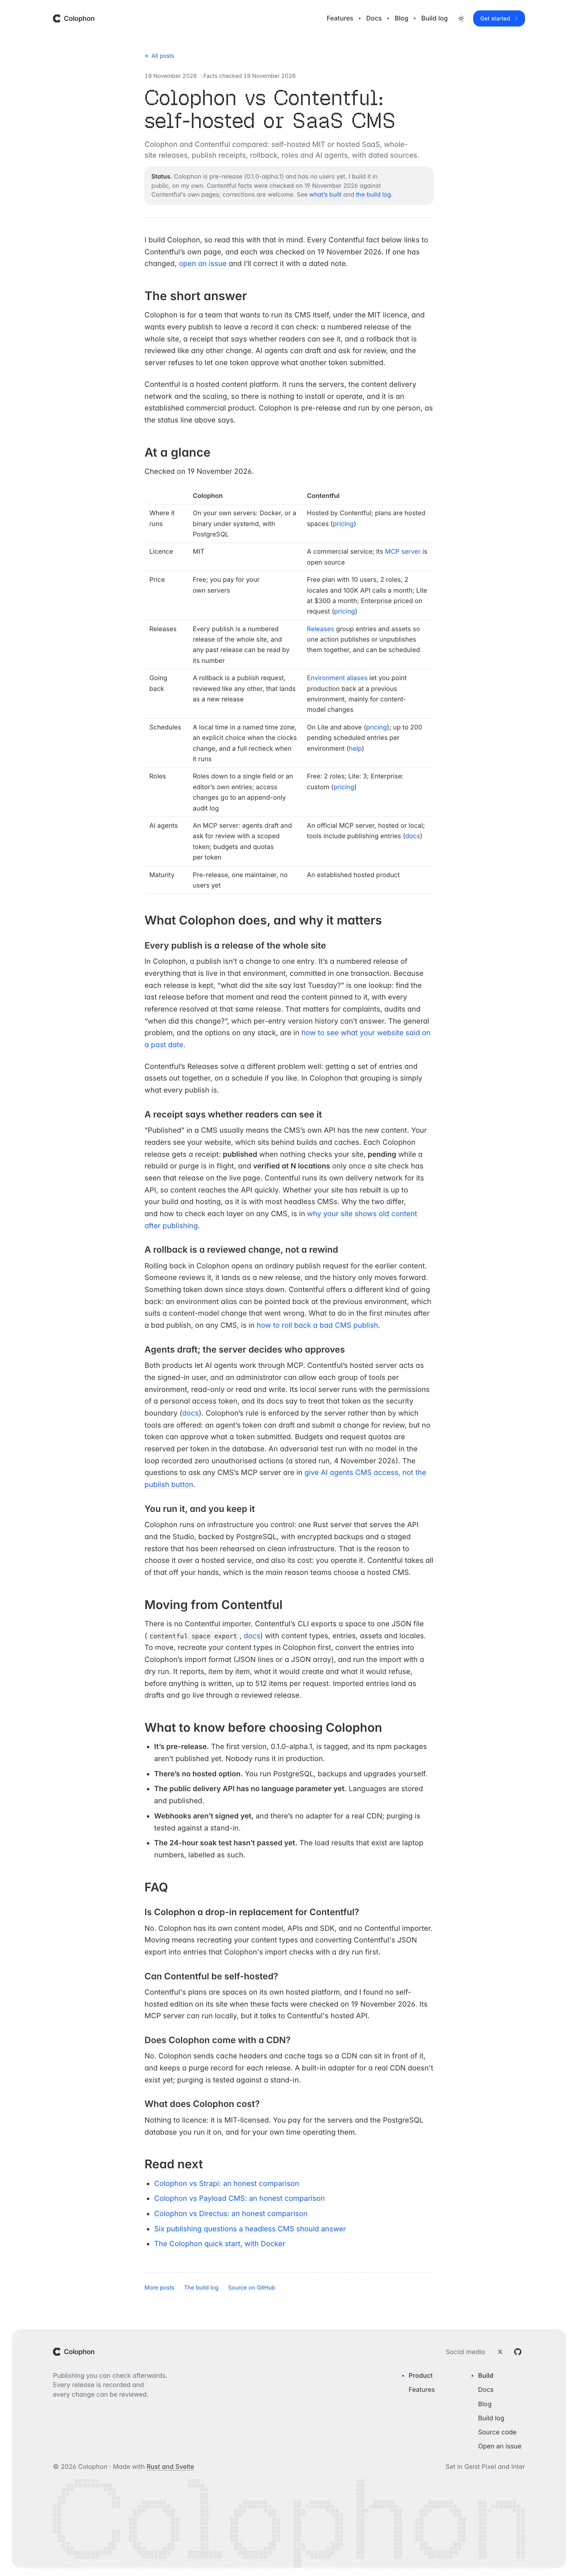 Colophon
Features • Docs • Blog • Build log
Get started
← All posts
19 November 2026 · Facts checked 19 November 2026
Colophon vs Contentful:
self-hosted or SaaS CMS
Colophon and Contentful compared: self-hosted MIT or hosted SaaS, whole-
site releases, publish receipts, rollback, roles and AI agents, with dated sources.
Status. Colophon is pre-release (0.1.0-alpha.1) and has no users yet. I build it in
public, on my own. Contentful facts were checked on 19 November 2026 against
Contentful's own pages; corrections are welcome. See what's built and the build log.
I build Colophon, so read this with that in mind. Every Contentful fact below links to
Contentful's own page, and each was checked on 19 November 2026. If one has
changed, open an issue and I'll correct it with a dated note.
The short answer
Colophon is for a team that wants to run its CMS itself, under the MIT licence, and
wants every publish to leave a record it can check: a numbered release of the
whole site, a receipt that says whether readers can see it, and a rollback that is
reviewed like any other change. AI agents can draft and ask for review, and the
server refuses to let one token approve what another token submitted.
Contentful is a hosted content platform. It runs the servers, the content delivery
network and the scaling, so there is nothing to install or operate, and it is an
established commercial product. Colophon is pre-release and run by one person, as
the status line above says.
At a glance
Checked on 19 November 2026.
Colophon Contentful
Where it On your own servers: Docker, or a Hosted by Contentful; plans are hosted
runs binary under systemd, with spaces (pricing)
PostgreSQL
Licence MIT A commercial service; its MCP server is
open source
Price Free; you pay for your Free plan with 10 users, 2 roles, 2
own servers locales and 100K API calls a month; Lite
at $300 a month; Enterprise priced on
request (pricing)
Releases Every publish is a numbered Releases group entries and assets so
release of the whole site, and one action publishes or unpublishes
any past release can be read by them together, and can be scheduled
its number
Going A rollback is a publish request, Environment aliases let you point
back reviewed like any other, that lands production back at a previous
as a new release environment, mainly for content-
model changes
Schedules A local time in a named time zone, On Lite and above (pricing); up to 200
an explicit choice when the clocks pending scheduled entries per
change, and a full recheck when environment (help)
it runs
Roles Roles down to a single field or an Free: 2 roles; Lite: 3; Enterprise:
editor's own entries; access custom (pricing)
changes go to an append-only
audit log
AI agents An MCP server: agents draft and An official MCP server, hosted or local;
ask for review with a scoped tools include publishing entries (docs)
token; budgets and quotas
per token
Maturity Pre-release, one maintainer, no An established hosted product
users yet
What Colophon does, and why it matters
Every publish is a release of the whole site
In Colophon, a publish isn't a change to one entry. It's a numbered release of
everything that is live in that environment, committed in one transaction. Because
each release is kept, "what did the site say last Tuesday?" is one lookup: find the
last release before that moment and read the content pinned to it, with every
reference resolved at that same release. That matters for complaints, audits and
"when did this change?", which per-entry version history can't answer. The general
problem, and the options on any stack, are in how to see what your website said on
a past date.
Contentful's Releases solve a different problem well: getting a set of entries and
assets out together, on a schedule if you like. In Colophon that grouping is simply
what every publish is.
A receipt says whether readers can see it
"Published" in a CMS usually means the CMS's own API has the new content. Your
readers see your website, which sits behind builds and caches. Each Colophon
release gets a receipt: published when nothing checks your site, pending while a
rebuild or purge is in flight, and verified at N locations only once a site check has
seen that release on the live page. Contentful runs its own delivery network for its
API, so content reaches the API quickly. Whether your site has rebuilt is up to
your build and hosting, as it is with most headless CMSs. Why the two differ,
and how to check each layer on any CMS, is in why your site shows old content
after publishing.
A rollback is a reviewed change, not a rewind
Rolling back in Colophon opens an ordinary publish request for the earlier content.
Someone reviews it, it lands as a new release, and the history only moves forward.
Something taken down since stays down. Contentful offers a different kind of going
back: an environment alias can be pointed back at the previous environment, which
suits a content-model change that went wrong. What to do in the first minutes after
a bad publish, on any CMS, is in how to roll back a bad CMS publish.
Agents draft; the server decides who approves
Both products let AI agents work through MCP. Contentful's hosted server acts as
the signed-in user, and an administrator can allow each group of tools per
environment, read-only or read and write. Its local server runs with the permissions
of a personal access token, and its docs say to treat that token as the security
boundary (docs). Colophon's rule is enforced by the server rather than by which
tools are offered: an agent's token can draft and submit a change for review, but no
token can approve what a token submitted. Budgets and request quotas are
reserved per token in the database. An adversarial test run with no model in the
loop recorded zero unauthorised actions (a stored run, 4 November 2026). The
questions to ask any CMS's MCP server are in give AI agents CMS access, not the
publish button.
You run it, and you keep it
Colophon runs on infrastructure you control: one Rust server that serves the API
and the Studio, backed by PostgreSQL, with encrypted backups and a staged
restore that has been rehearsed on clean infrastructure. That is the reason to
choose it over a hosted service, and also its cost: you operate it. Contentful takes all
of that off your hands, which is the main reason teams choose a hosted CMS.
Moving from Contentful
There is no Contentful importer. Contentful's CLI exports a space to one JSON file
(contentful space export, docs) with content types, entries, assets and locales.
To move, recreate your content types in Colophon first, convert the entries into
Colophon's import format (JSON lines or a JSON array), and run the import with a
dry run. It reports, item by item, what it would create and what it would refuse,
before anything is written, up to 512 items per request. Imported entries land as
drafts and go live through a reviewed release.
What to know before choosing Colophon
• It's pre-release. The first version, 0.1.0-alpha.1, is tagged, and its npm packages
aren't published yet. Nobody runs it in production.
• There's no hosted option. You run PostgreSQL, backups and upgrades yourself.
• The public delivery API has no language parameter yet. Languages are stored
and published.
• Webhooks aren't signed yet, and there's no adapter for a real CDN; purging is
tested against a stand-in.
• The 24-hour soak test hasn't passed yet. The load results that exist are laptop
numbers, labelled as such.
FAQ
Is Colophon a drop-in replacement for Contentful?
No. Colophon has its own content model, APIs and SDK, and no Contentful importer.
Moving means recreating your content types and converting Contentful's JSON
export into entries that Colophon's import checks with a dry run first.
Can Contentful be self-hosted?
Contentful's plans are spaces on its own hosted platform, and I found no self-
hosted edition on its site when these facts were checked on 19 November 2026. Its
MCP server can run locally, but it talks to Contentful's hosted API.
Does Colophon come with a CDN?
No. Colophon sends cache headers and cache tags so a CDN can sit in front of it,
and keeps a purge record for each release. A built-in adapter for a real CDN doesn't
exist yet; purging is tested against a stand-in.
What does Colophon cost?
Nothing to licence: it is MIT-licensed. You pay for the servers and the PostgreSQL
database you run it on, and for your own time operating them.
Read next
• Colophon vs Strapi: an honest comparison
• Colophon vs Payload CMS: an honest comparison
• Colophon vs Directus: an honest comparison
• Six publishing questions a headless CMS should answer
• The Colophon quick start, with Docker
More posts The build log Source on GitHub
Colophon
Social media
Publishing you can check afterwards.
Every release is recorded and
every change can be reviewed.
• Product
Features
• Build
Docs
Blog
Build log
Source code
Open an issue
© 2026 Colophon · Made with Rust and Svelte
Set in Geist Pixel and Inter
Colophon